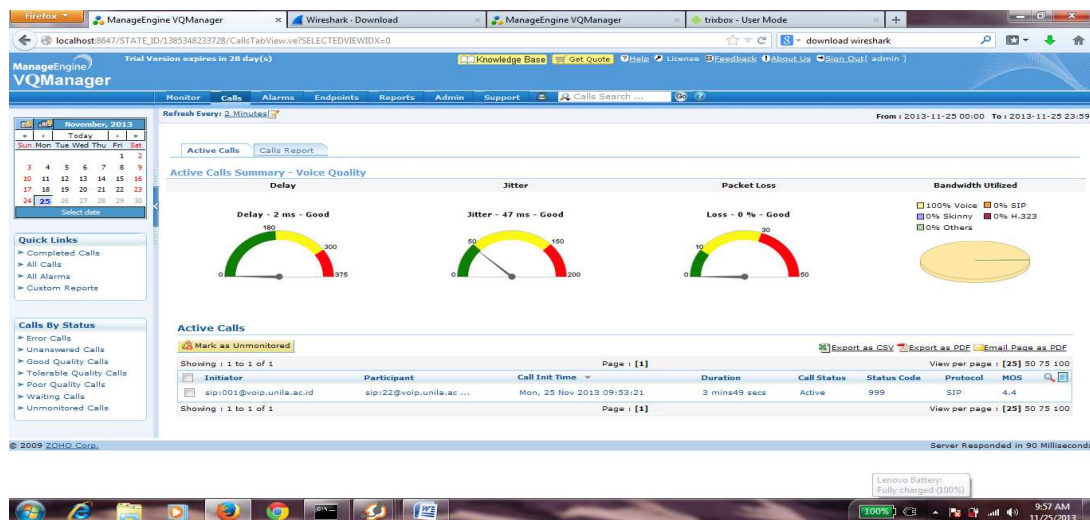 Firefox
ManageEngine VQManager
Wireshark - Download
ManageEngine VQManager
trixbox - User Mode
localhost:8647/STATE_ID/1385348233728/CallsTabView.ve?SELECTEDVIEWIDX=0
download wireshark
ManageEngine
VQManager
Trial Version expires in 28 day(s)
Knowledge Base Get Quote Help License Feedback About Us Sign Out[ admin ]
Monitor Calls Alarms Endpoints Reports Admin Support Calls Search ... Go
Refresh Every: 2 Minutes
From : 2013-11-25 00:00 To : 2013-11-25 23:59
November, 2013
« ‹ Today › »
Sun Mon Tue Wed Thu Fri Sat
1 2
3 4 5 6 7 8 9
10 11 12 13 14 15 16
17 18 19 20 21 22 23
24 25 26 27 28 29 30
Select date
Quick Links
Completed Calls
All Calls
All Alarms
Custom Reports
Calls By Status
Error Calls
Unanswered Calls
Good Quality Calls
Tolerable Quality Calls
Poor Quality Calls
Waiting Calls
Unmonitored Calls
Active Calls Calls Report
Active Calls Summary - Voice Quality
Delay Jitter Packet Loss Bandwidth Utilized
Delay - 2 ms - Good
0 180 300 375
Jitter - 47 ms - Good
0 50 150 200
Loss - 0 % - Good
0 10 30 50
100% Voice 0% SIP
0% Skinny 0% H.323
0% Others
Active Calls
Mark as Unmonitored
Export as CSV Export as PDF Email Page as PDF
Showing : 1 to 1 of 1 Page : [1] View per page : [25] 50 75 100
Initiator Participant Call Init Time Duration Call Status Status Code Protocol MOS
sip:001@voip.unila.ac.id sip:22@voip.unila.ac ... Mon, 25 Nov 2013 09:53:21 3 mins49 secs Active 999 SIP 4.4
Showing : 1 to 1 of 1 Page : [1] View per page : [25] 50 75 100
© 2009 ZOHO Corp.
Server Responded in 90 Milliseconds
Lenovo Battery:
Fully charged (100%)
100%
9:57 AM
11/25/2013